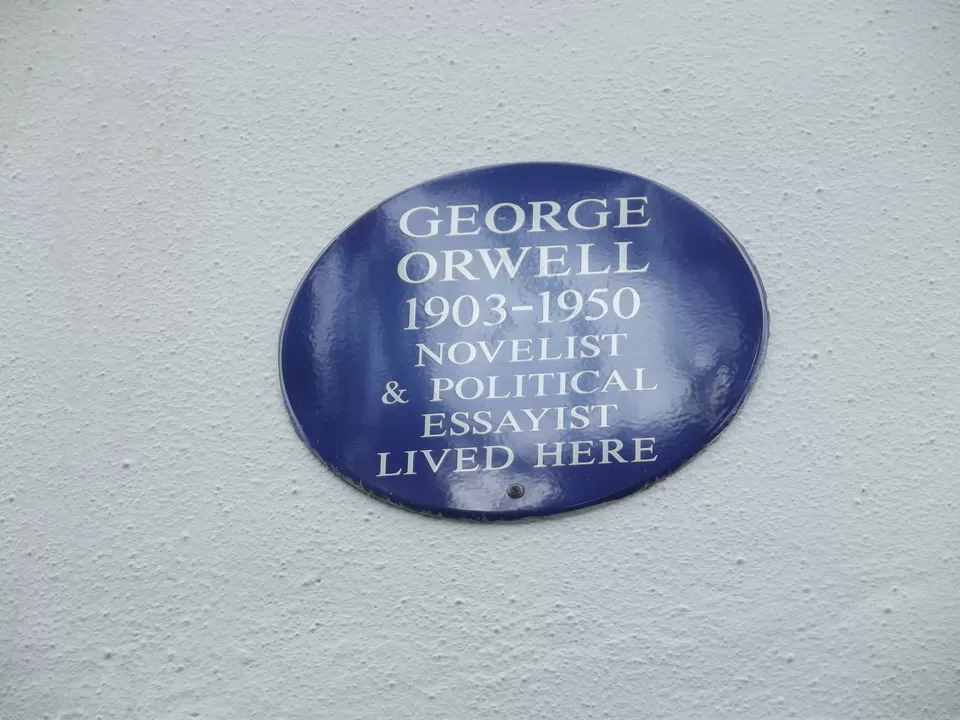 GEORGE
ORWELL
1903-1950
NOVELIST
& POLITICAL
ESSAYIST
LIVED HERE